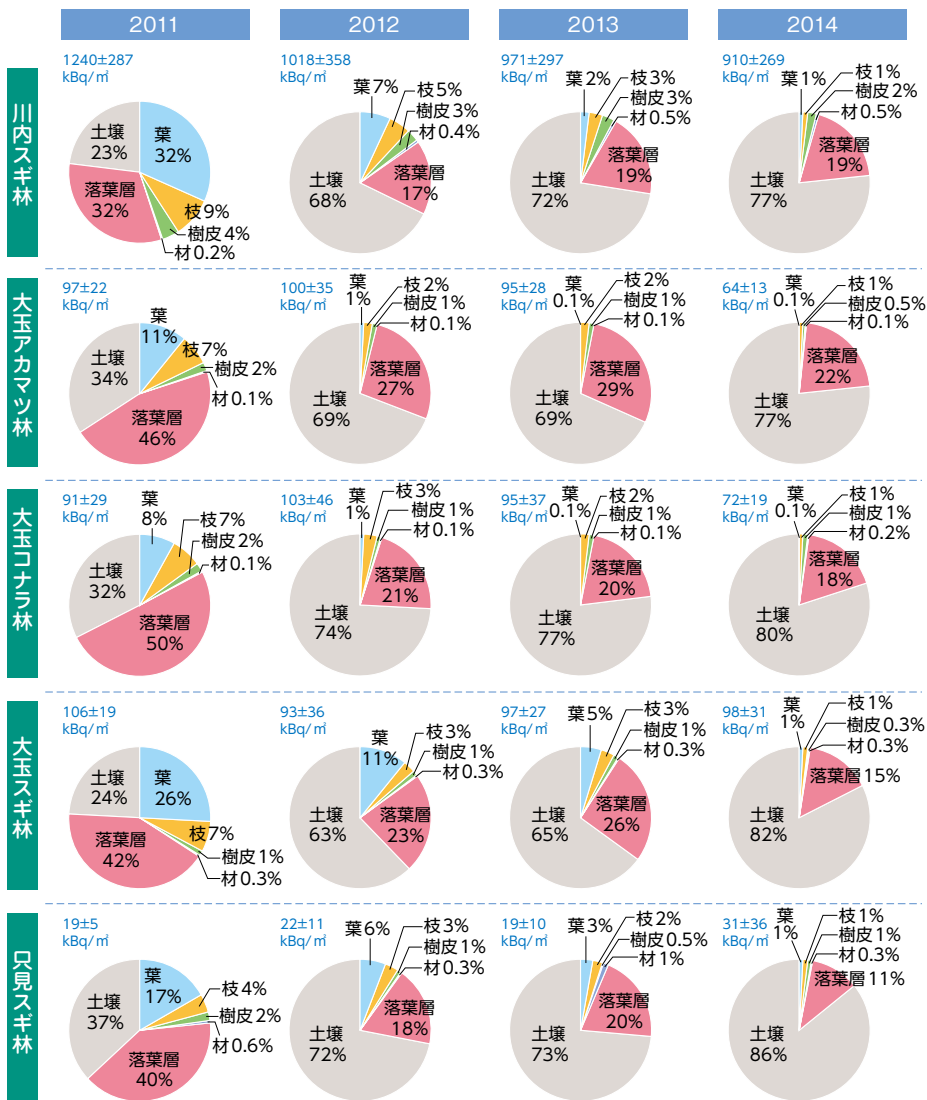 2011
2012
2013
2014
川内スギ林
1240±287
kBq/㎡
葉
32%
枝9%
樹皮4%
材0.2%
落葉層
32%
土壌
23%
1018±358
kBq/㎡
葉7%
枝5%
樹皮3%
材0.4%
落葉層
17%
土壌
68%
971±297
kBq/㎡
葉2%
枝3%
樹皮3%
材0.5%
落葉層
19%
土壌
72%
910±269
kBq/㎡
葉1%
枝1%
樹皮2%
材0.5%
落葉層
19%
土壌
77%
大玉アカマツ林
97±22
kBq/㎡
葉
11%
枝7%
樹皮2%
材0.1%
落葉層
46%
土壌
34%
100±35
kBq/㎡
葉
1%
枝2%
樹皮1%
材0.1%
落葉層
27%
土壌
69%
95±28
kBq/㎡
葉
0.1%
枝2%
樹皮1%
材0.1%
落葉層
29%
土壌
69%
64±13
kBq/㎡
葉
0.1%
枝1%
樹皮0.5%
材0.1%
落葉層
22%
土壌
77%
大玉コナラ林
91±29
kBq/㎡
葉
8%
枝7%
樹皮2%
材0.1%
落葉層
50%
土壌
32%
103±46
kBq/㎡
葉
1%
枝3%
樹皮1%
材0.1%
落葉層
21%
土壌
74%
95±37
kBq/㎡
葉
0.1%
枝2%
樹皮1%
材0.1%
落葉層
20%
土壌
77%
72±19
kBq/㎡
葉
0.1%
枝1%
樹皮1%
材0.2%
落葉層
18%
土壌
80%
大玉スギ林
106±19
kBq/㎡
葉
26%
枝7%
樹皮1%
材0.3%
落葉層
42%
土壌
24%
93±36
kBq/㎡
葉
11%
枝3%
樹皮1%
材0.3%
落葉層
23%
土壌
63%
97±27
kBq/㎡
葉5%
枝3%
樹皮1%
材0.3%
落葉層
26%
土壌
65%
98±31
kBq/㎡
葉
1%
枝1%
樹皮0.3%
材0.3%
落葉層15%
土壌
82%
只見スギ林
19±5
kBq/㎡
葉
17%
枝4%
樹皮2%
材0.6%
落葉層
40%
土壌
37%
22±11
kBq/㎡
葉6%
枝3%
樹皮1%
材0.3%
落葉層
18%
土壌
72%
19±10
kBq/㎡
葉3%
枝2%
樹皮0.5%
材1%
落葉層
20%
土壌
73%
31±36
kBq/㎡
葉
1%
枝1%
樹皮1%
材0.3%
落葉層11%
土壌
86%